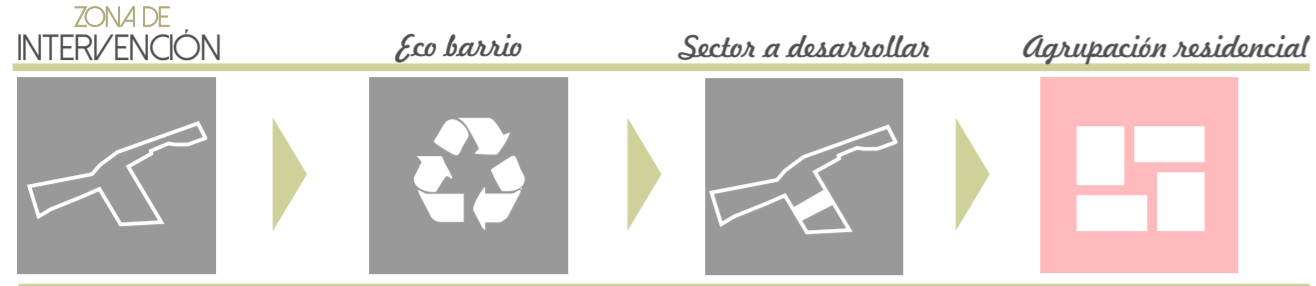 ZONA DE
INTERVENCIÓN
Eco barrio
Sector a desarrollar
Agrupación residencial